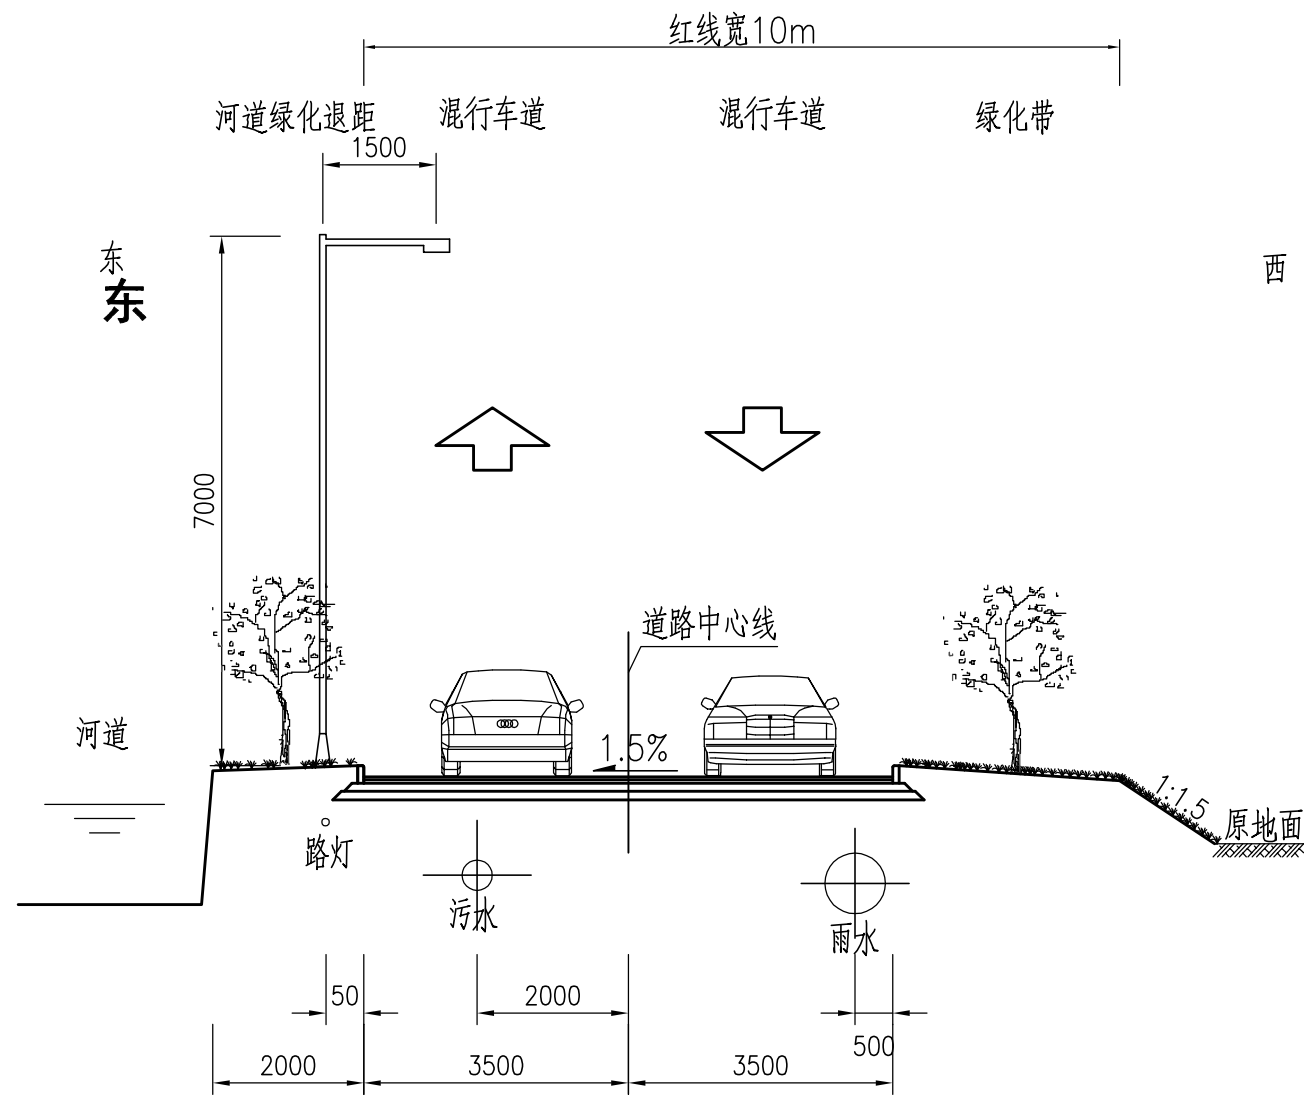 红线宽10m
河道绿化退距
混行车道
混行车道
绿化带
1500
东
东
西
7000
道路中心线
河道
1.5%
1:1.5
原地面
路灯
污水
雨水
50
2000
500
2000
3500
3500